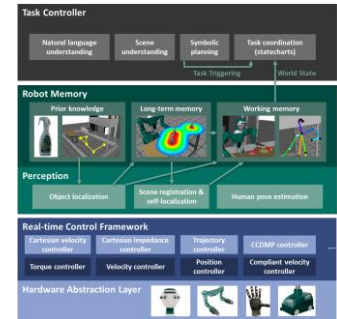 Task Controller
Natural language
understanding
Scene
understanding
Symbolic
planning
Task coordination
(statecharts)
Task Triggering
World State
Robot Memory
Prior knowledge
Long-term memory
Working memory
Perception
Object localization
Scene registration &
self-localization
Human pose estimation
Real-time Control Framework
Cartesian velocity
controller
Cartesian impedance
controller
Trajectory
controller
CCDMP controller
...
Torque controller
Velocity controller
Position
controller
Compliant velocity
controller
Hardware Abstraction Layer